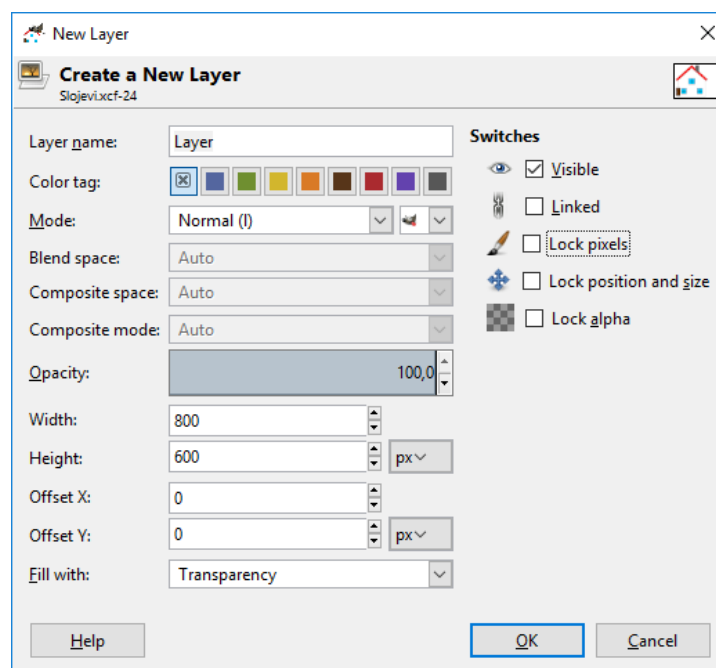 New Layer
Create a New Layer
Slojevi.xcf-24
Layer name: Layer
Color tag:
Mode: Normal (l)
Blend space: Auto
Composite space: Auto
Composite mode: Auto
Opacity: 100,0
Width: 800
Height: 600 px
Offset X: 0
Offset Y: 0 px
Fill with: Transparency
Switches
Visible
Linked
Lock pixels
Lock position and size
Lock alpha
Help OK Cancel